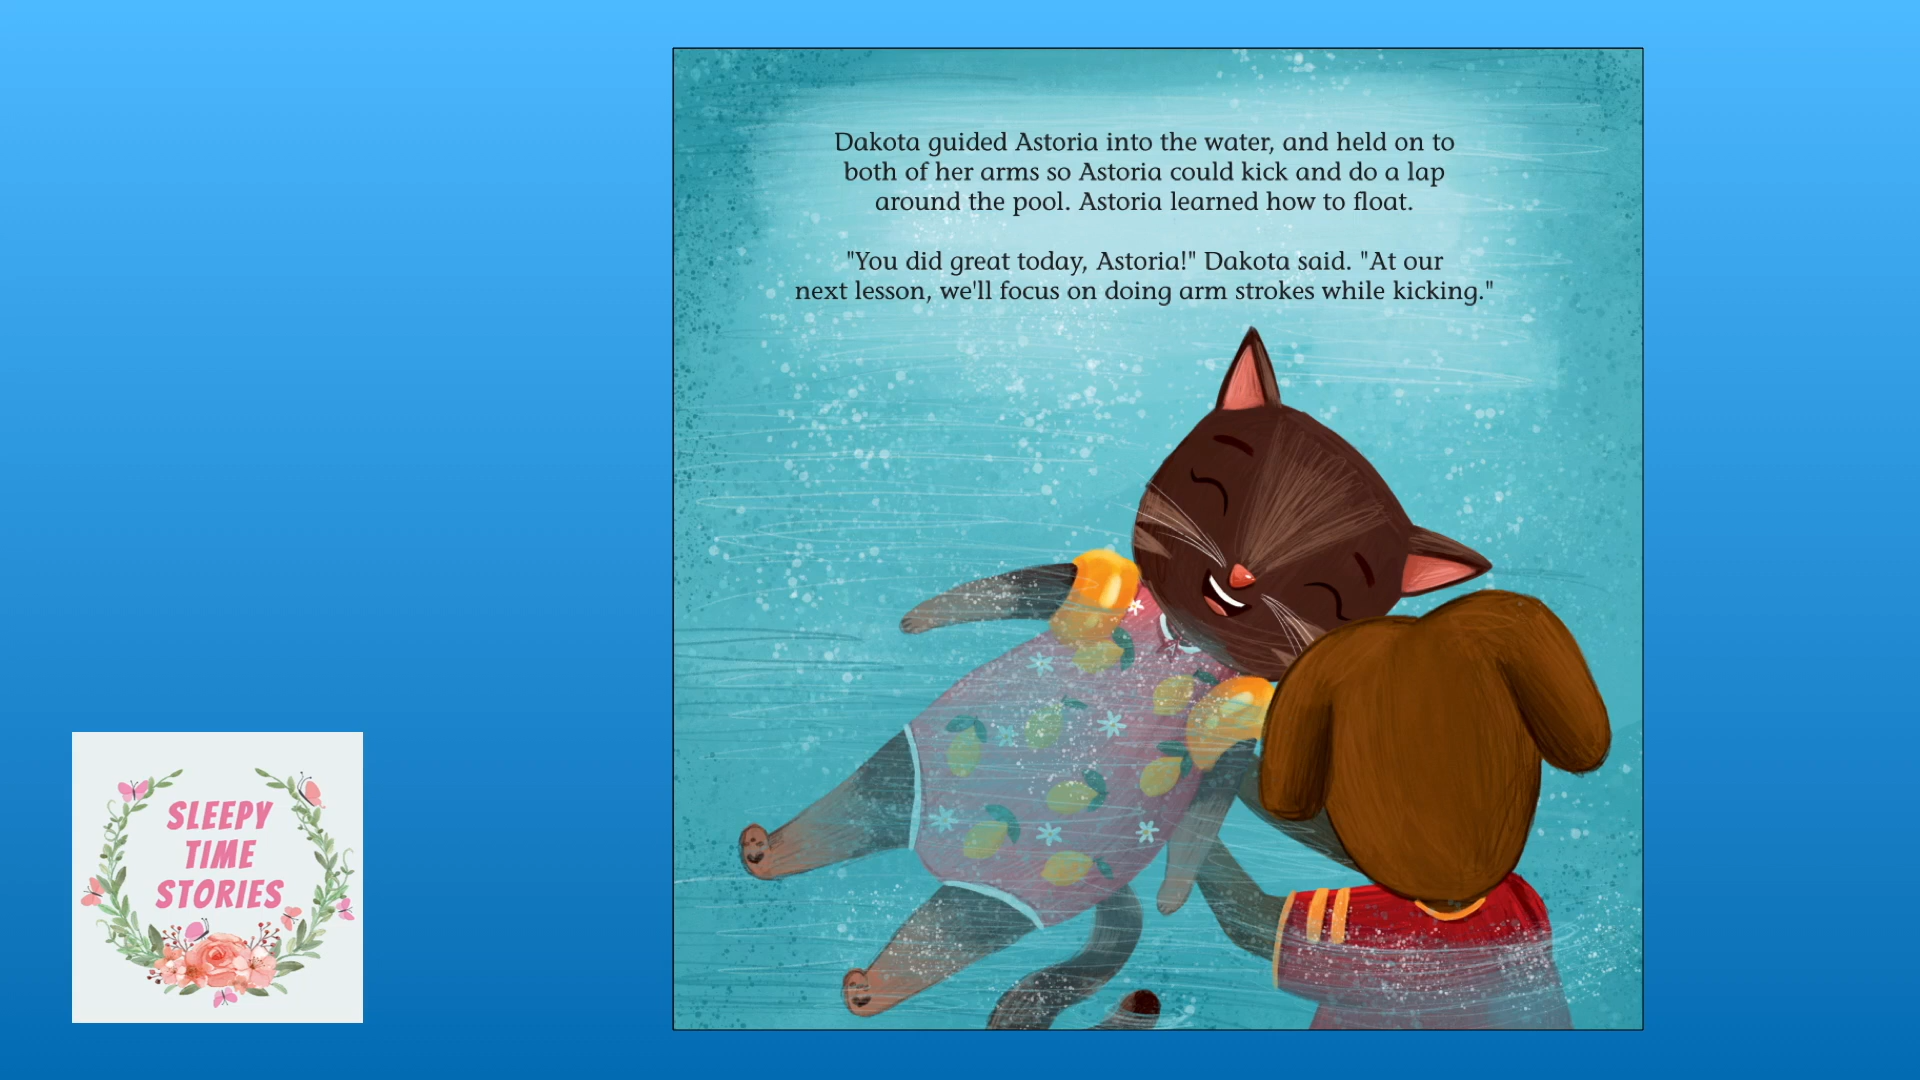 Dakota guided Astoria into the water, and held on to
both of her arms so Astoria could kick and do a lap
around the pool. Astoria learned how to float.
"You did great today, Astoria!" Dakota said. "At our
next lesson, we'll focus on doing arm strokes while kicking."
SLEEPY
TIME
STORIES